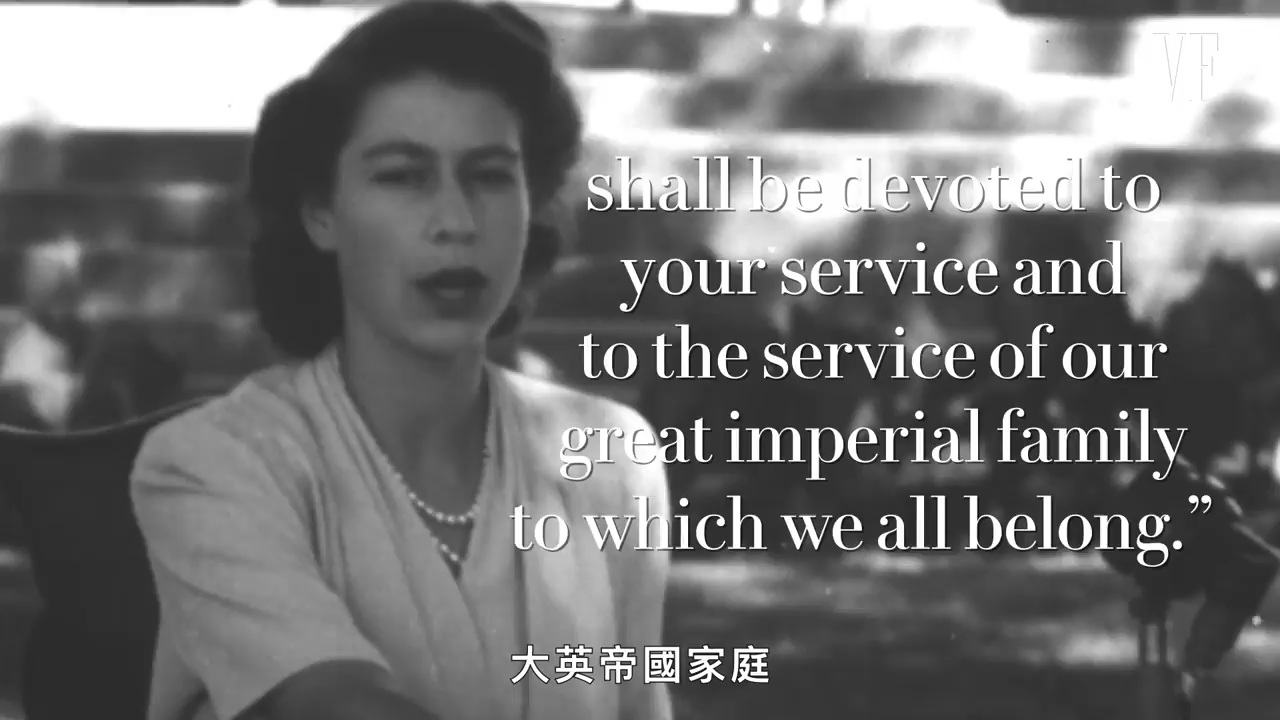 VF
shall be devoted to
your service and
to the service of our
great imperial family
to which we all belong.”
大英帝國家庭